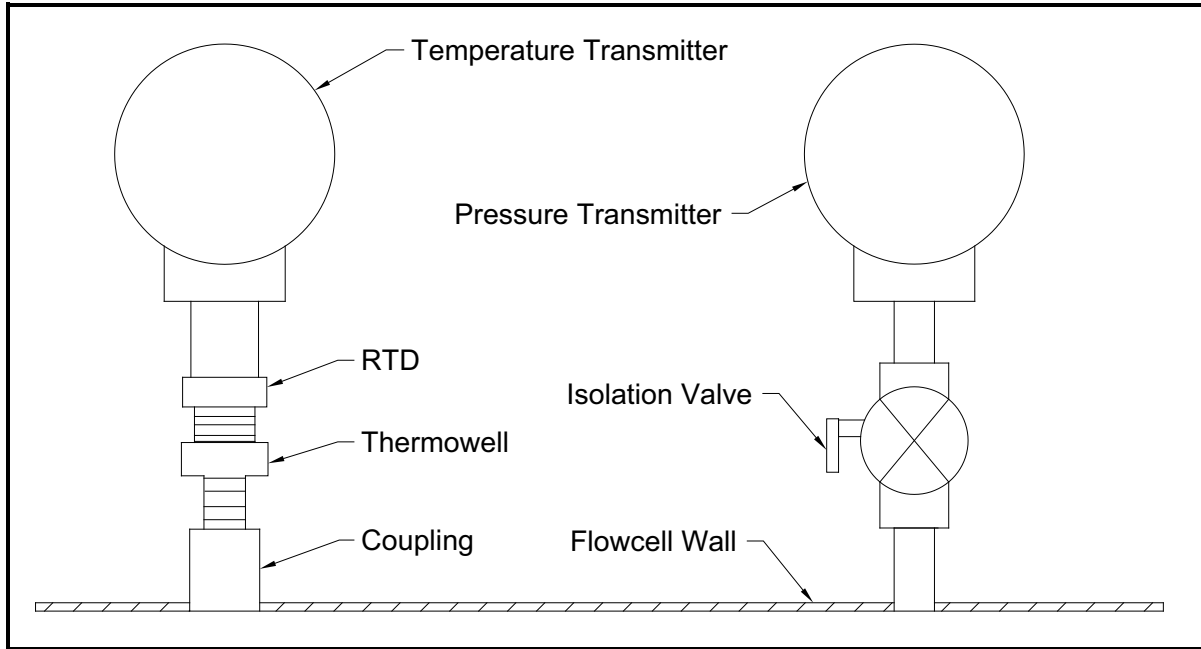 Temperature Transmitter
Pressure Transmitter
RTD
Isolation Valve
Thermowell
Coupling
Flowcell Wall